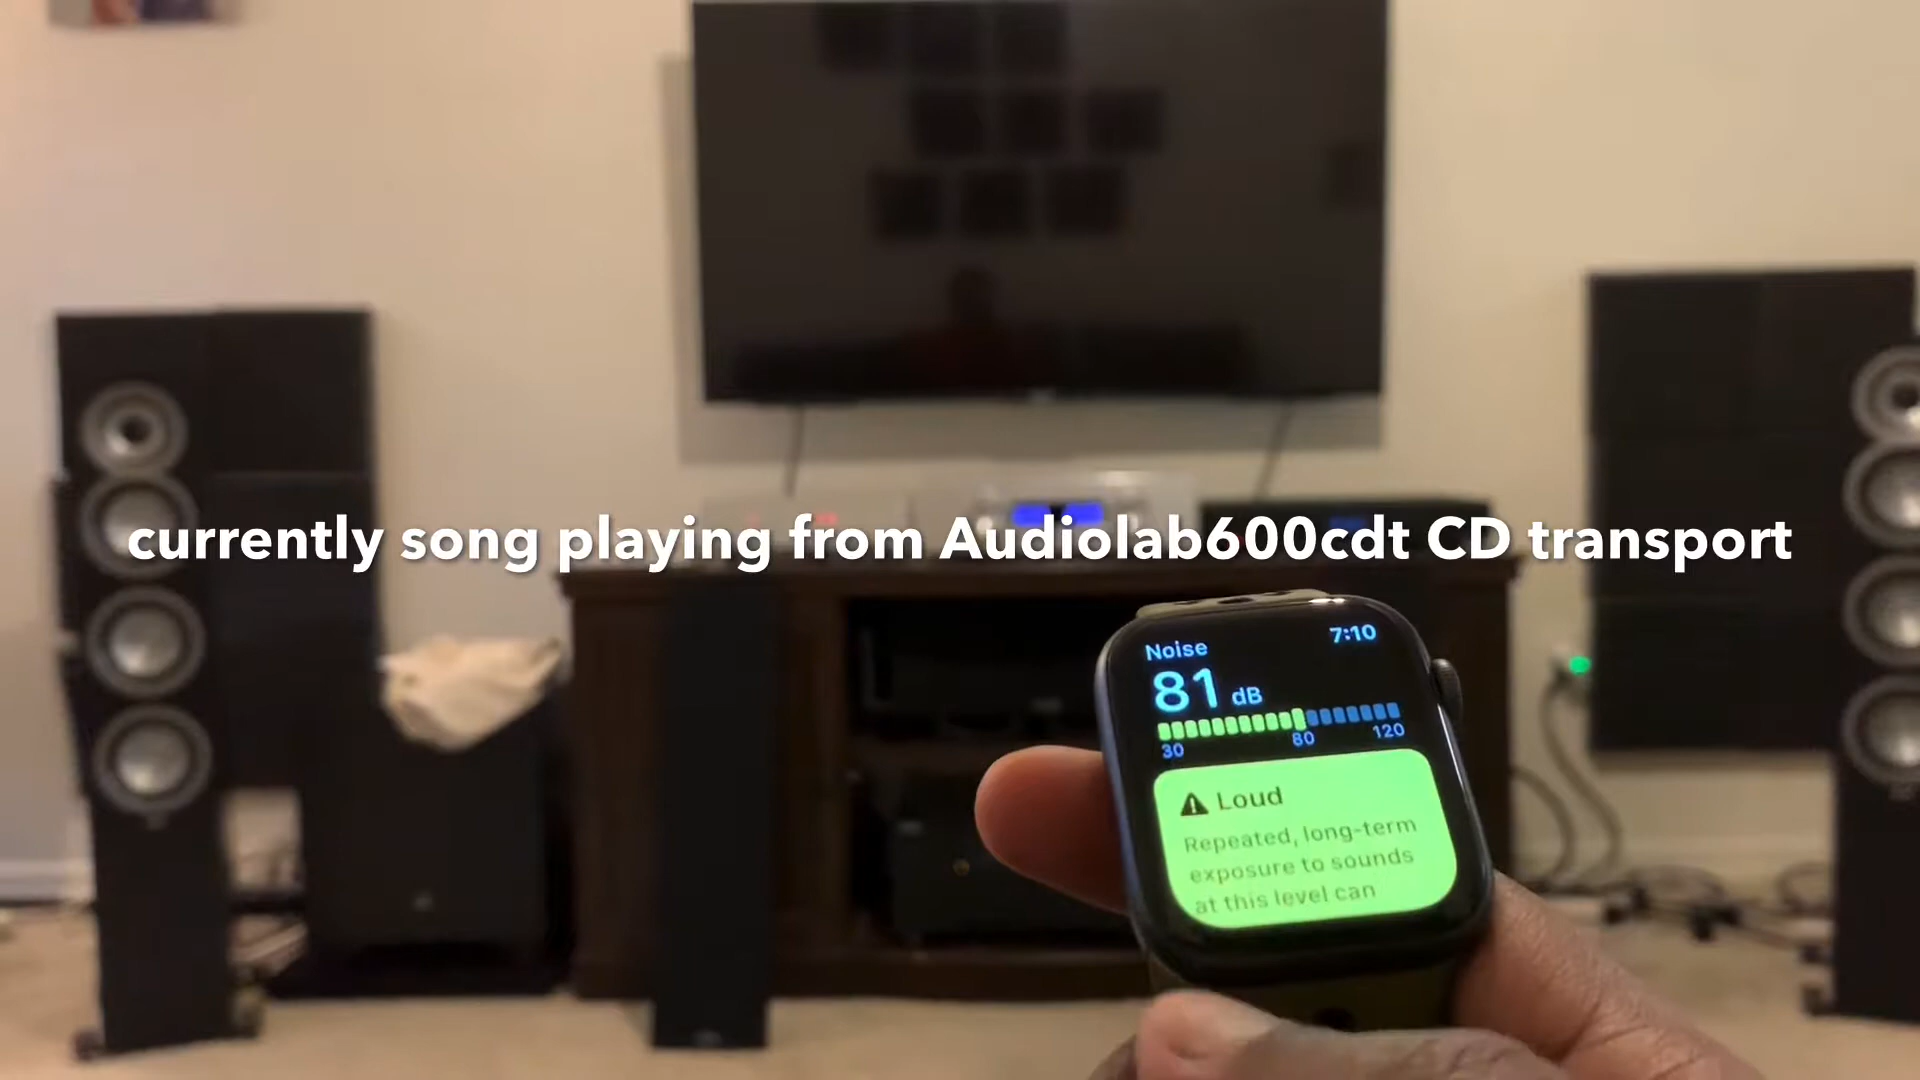 currently song playing from Audiolab600cdt CD transport
Noise
7:10
81 dB
30
80
120
Loud
Repeated, long-term
exposure to sounds
at this level can